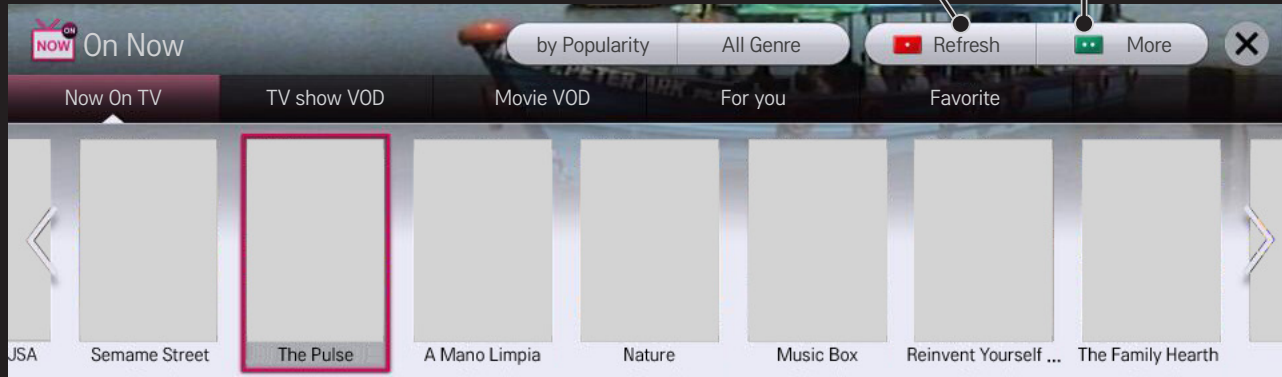 NOW ON On Now by Popularity All Genre Refresh More
Now On TV TV show VOD Movie VOD For you Favorite
JSA Semame Street The Pulse A Mano Limpia Nature Music Box Reinvent Yourself ... The Family Hearth